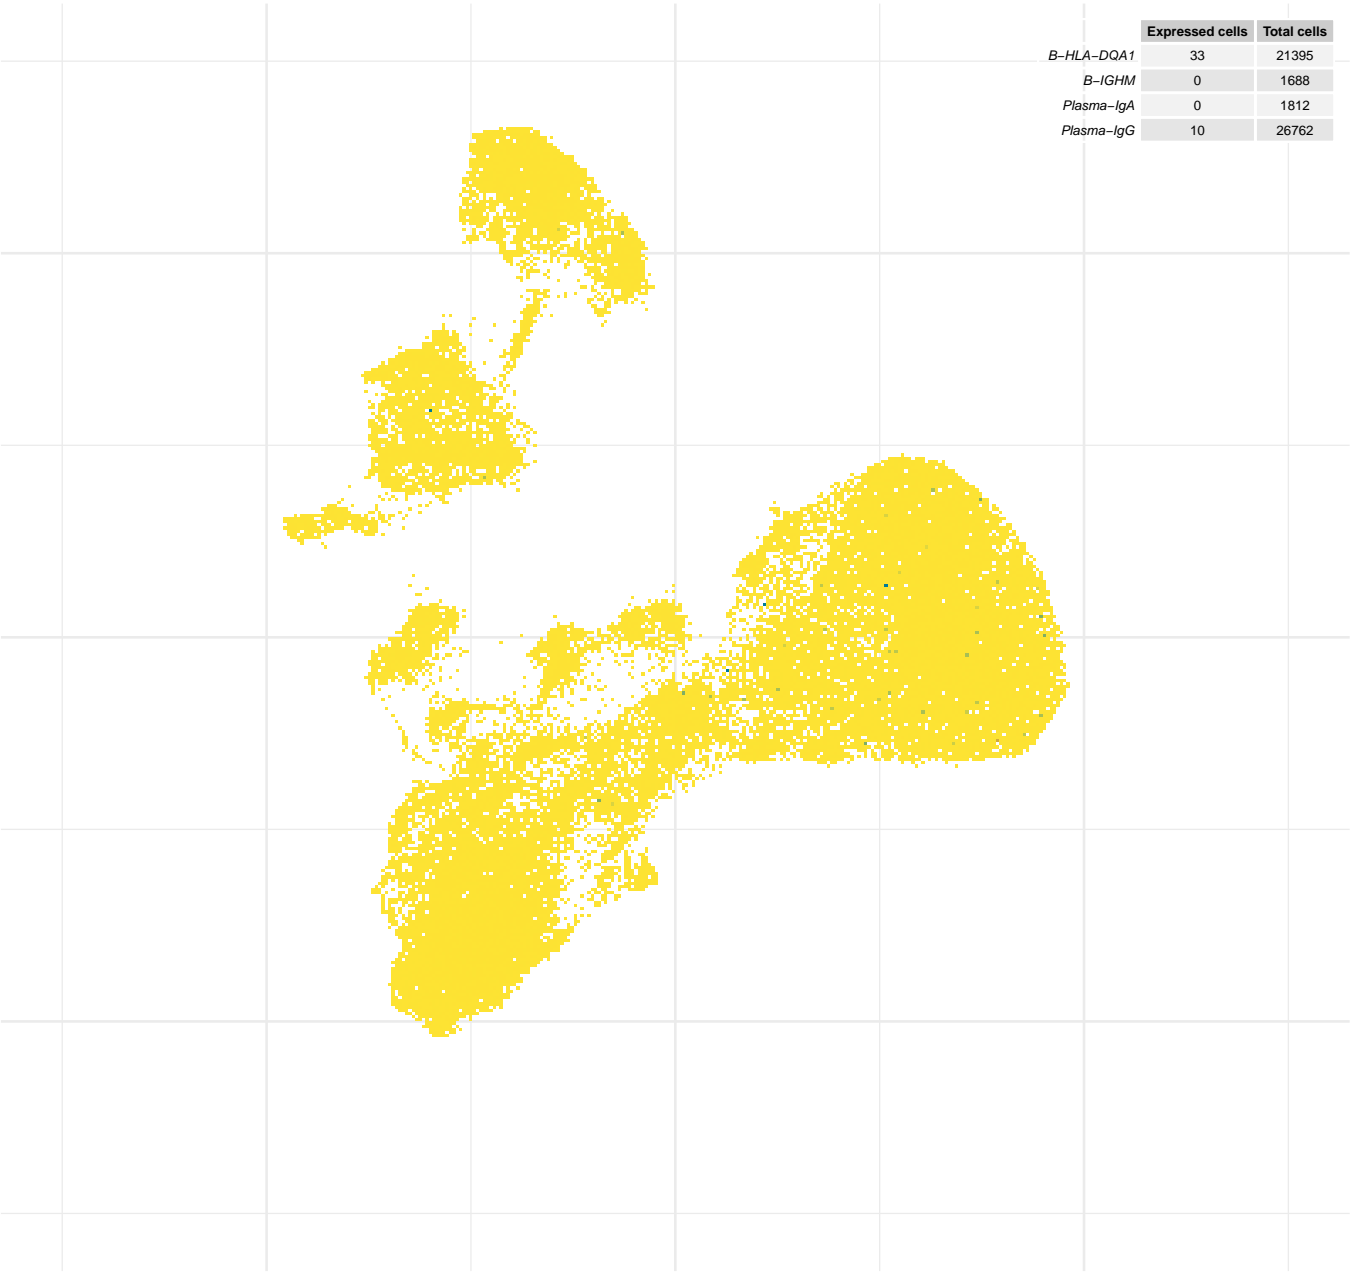 Expressed cells Total cells
B−HLA−DQA1 33 21395
B−IGHM 0 1688
Plasma−IgA 0 1812
Plasma−IgG 10 26762